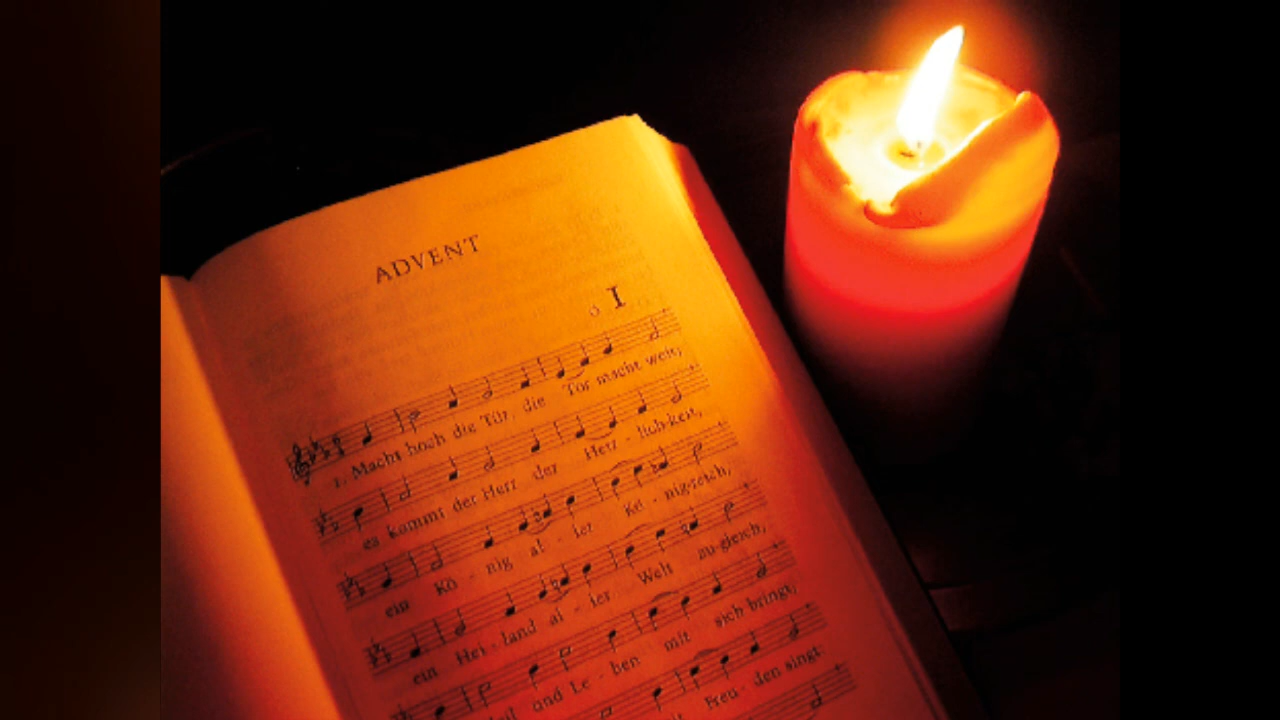 ADVENT
ö 1
1. Macht hoch die Tür, die Tor macht weit,
es kommt der Herr der Herr - lich-keit,
ein Kö - nig al - ler Kö - nig-reich,
ein Hei - land al - ler Welt zu-gleich,
und Le - ben mit sich bringt,
Freu - den singt